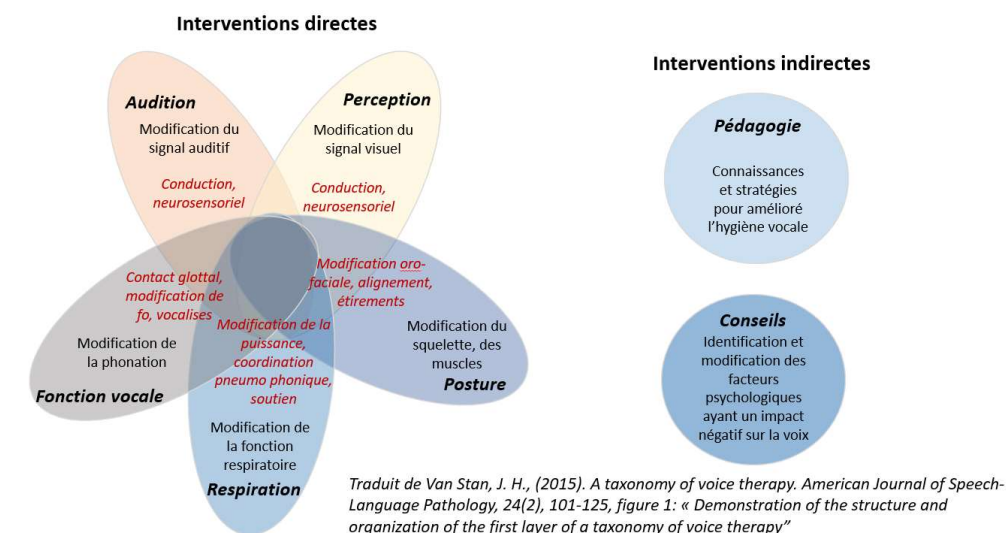 Interventions directes
Audition
Modification du
signal auditif
Conduction,
neurosensoriel
Perception
Modification du
signal visuel
Conduction,
neurosensoriel
Contact glottal,
modification de
fo, vocalises
Modification de
la phonation
Fonction vocale
Modification oro-
faciale, alignement,
étirements
Modification du
squelette, des
muscles
Posture
Modification de la
puissance,
coordination
pneumo phonique,
soutien
Modification de
la fonction
respiratoire
Respiration
Interventions indirectes
Pédagogie
Connaissances
et stratégies
pour amélioré
l'hygiène vocale
Conseils
Identification et
modification des
facteurs
psychologiques
ayant un impact
négatif sur la voix
Traduit de Van Stan, J. H., (2015). A taxonomy of voice therapy. American Journal of Speech-
Language Pathology, 24(2), 101-125, figure 1: « Demonstration of the structure and
organization of the first layer of a taxonomy of voice therapy"